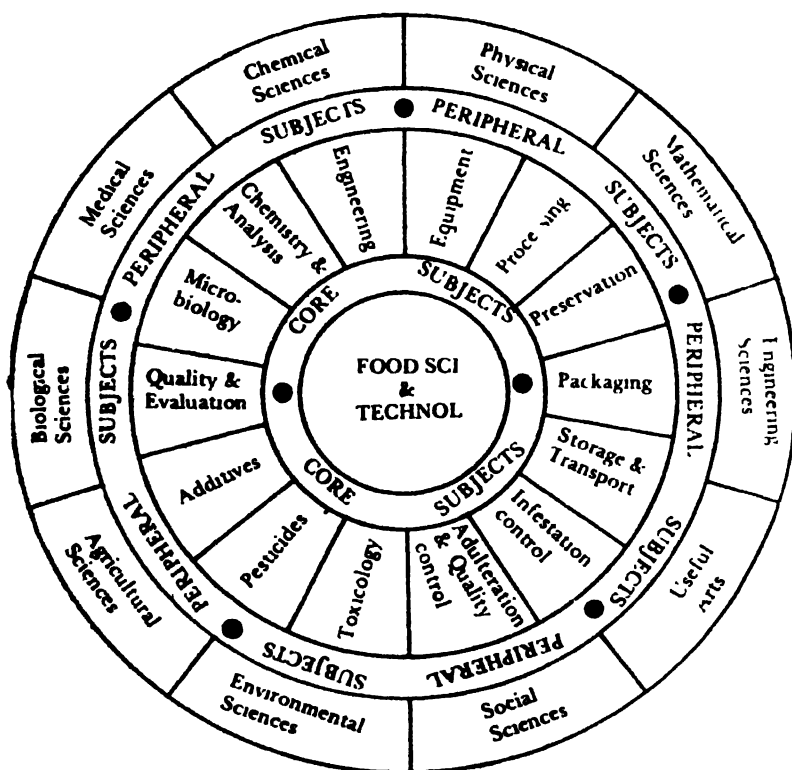 Chemical
Sciences
Physical
Sciences
Mathematical
Sciences
Engineering
Sciences
Useful
Arts
Social
Sciences
Environmental
Sciences
Agricultural
Sciences
Biological
Sciences
Medical
Sciences
PERIPHERAL SUBJECTS
PERIPHERAL SUBJECTS
PERIPHERAL SUBJECTS
PERIPHERAL SUBJECTS
PERIPHERAL SUBJECTS
Engineering
Equipment
Processing
Preservation
Packaging
Storage &
Transport
Infestation
control
Adulteration
& Quality
control
Toxicology
Pesticides
Additives
Quality &
Evaluation
Micro-
biology
Chemistry &
Analysis
CORE SUBJECTS
CORE SUBJECTS
FOOD SCI
&
TECHNOL